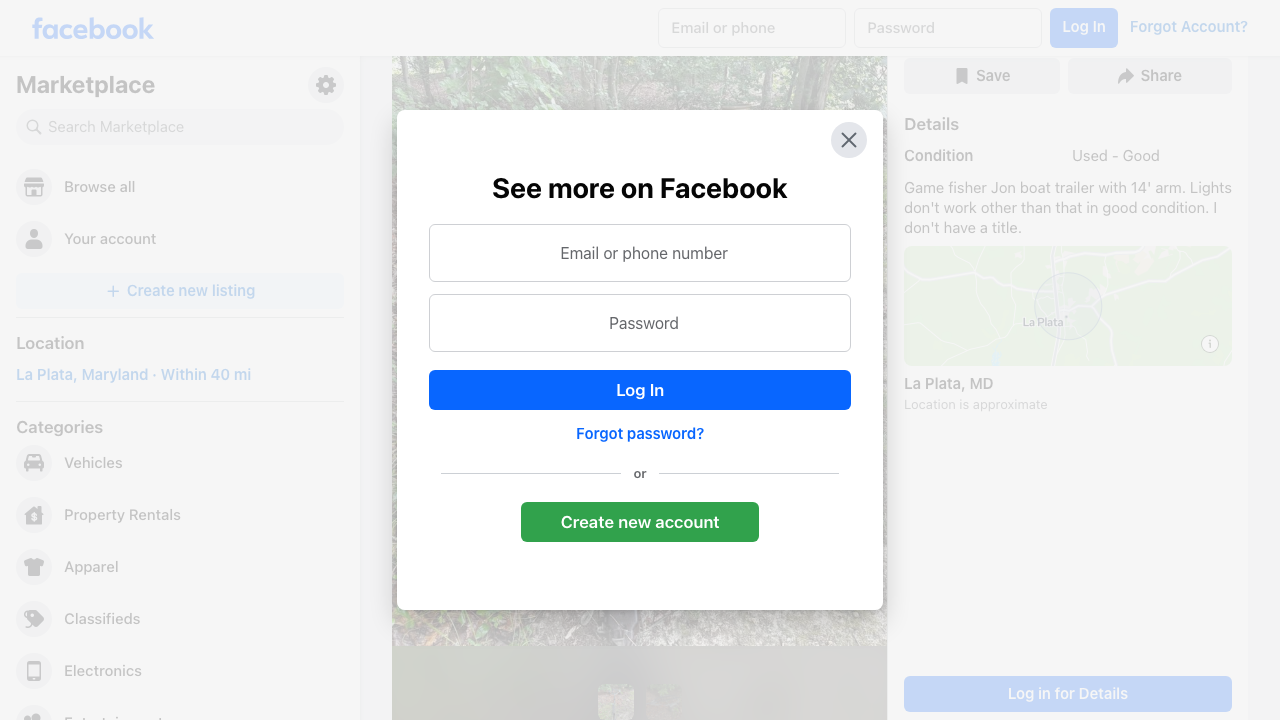 facebook
Email or phone
Password
Log In
Forgot Account?
Marketplace
Search Marketplace
Browse all
Your account
Create new listing
Location
La Plata, Maryland · Within 40 mi
Categories
Vehicles
Property Rentals
Apparel
Classifieds
Electronics
See more on Facebook
Email or phone number
Password
Log In
Forgot password?
or
Create new account
Save
Share
Details
Condition
Used - Good
Game fisher Jon boat trailer with 14' arm. Lights
don't work other than that in good condition. I
don't have a title.
La Plata
La Plata, MD
Location is approximate
Log in for Details